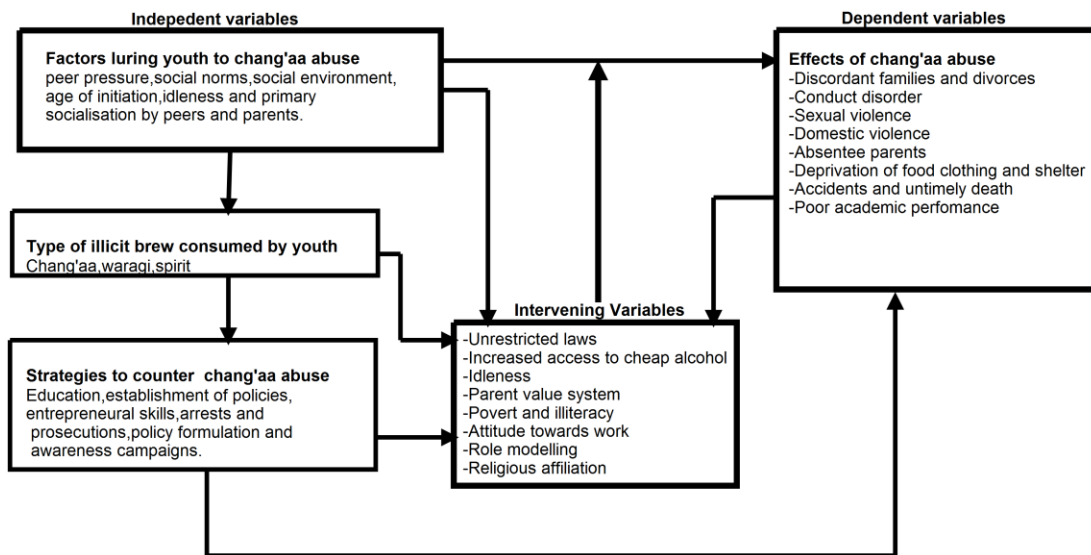 Indepedent variables
Factors luring youth to chang'aa abuse
peer pressure,social norms,social environment,
age of initiation,idleness and primary
socialisation by peers and parents.
Type of illicit brew consumed by youth
Chang'aa,waragi,spirit
Strategies to counter chang'aa abuse
Education,establishment of policies,
entrepreneural skills,arrests and
prosecutions,policy formulation and
awareness campaigns.
Intervening Variables
-Unrestricted laws
-Increased access to cheap alcohol
-Idleness
-Parent value system
-Povert and illiteracy
-Attitude towards work
-Role modelling
-Religious affiliation
Dependent variables
Effects of chang'aa abuse
-Discordant families and divorces
-Conduct disorder
-Sexual violence
-Domestic violence
-Absentee parents
-Deprivation of food clothing and shelter
-Accidents and untimely death
-Poor academic perfomance